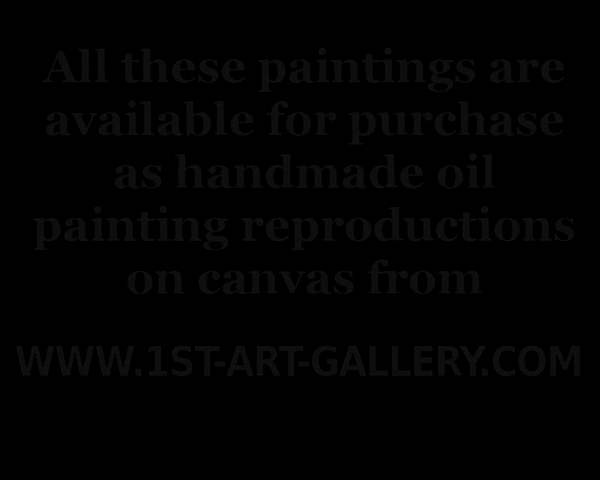 All these paintings are
available for purchase
as handmade oil
painting reproductions
on canvas from
WWW.1ST-ART-GALLERY.COM